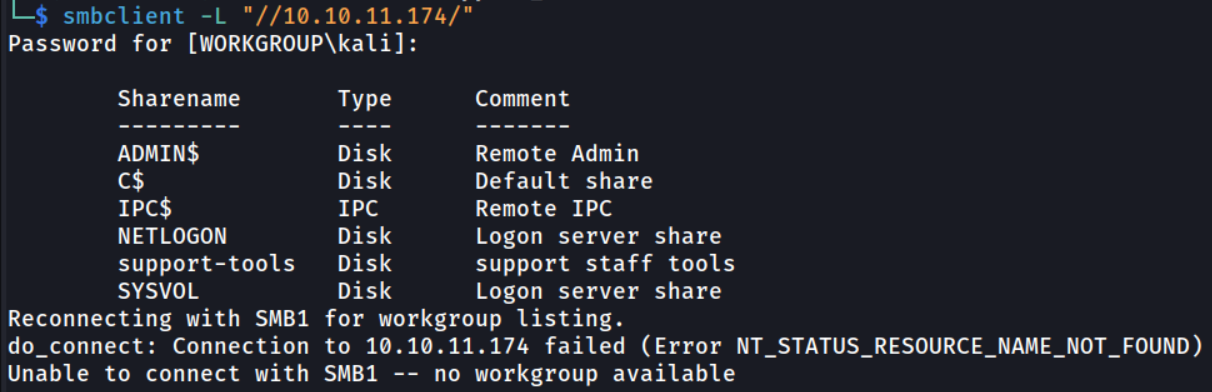 └─$ smbclient -L "//10.10.11.174/"
Password for [WORKGROUP\kali]:
Sharename Type Comment
--------- ---- -------
ADMIN$ Disk Remote Admin
C$ Disk Default share
IPC$ IPC Remote IPC
NETLOGON Disk Logon server share
support-tools Disk support staff tools
SYSVOL Disk Logon server share
Reconnecting with SMB1 for workgroup listing.
do_connect: Connection to 10.10.11.174 failed (Error NT_STATUS_RESOURCE_NAME_NOT_FOUND)
Unable to connect with SMB1 -- no workgroup available